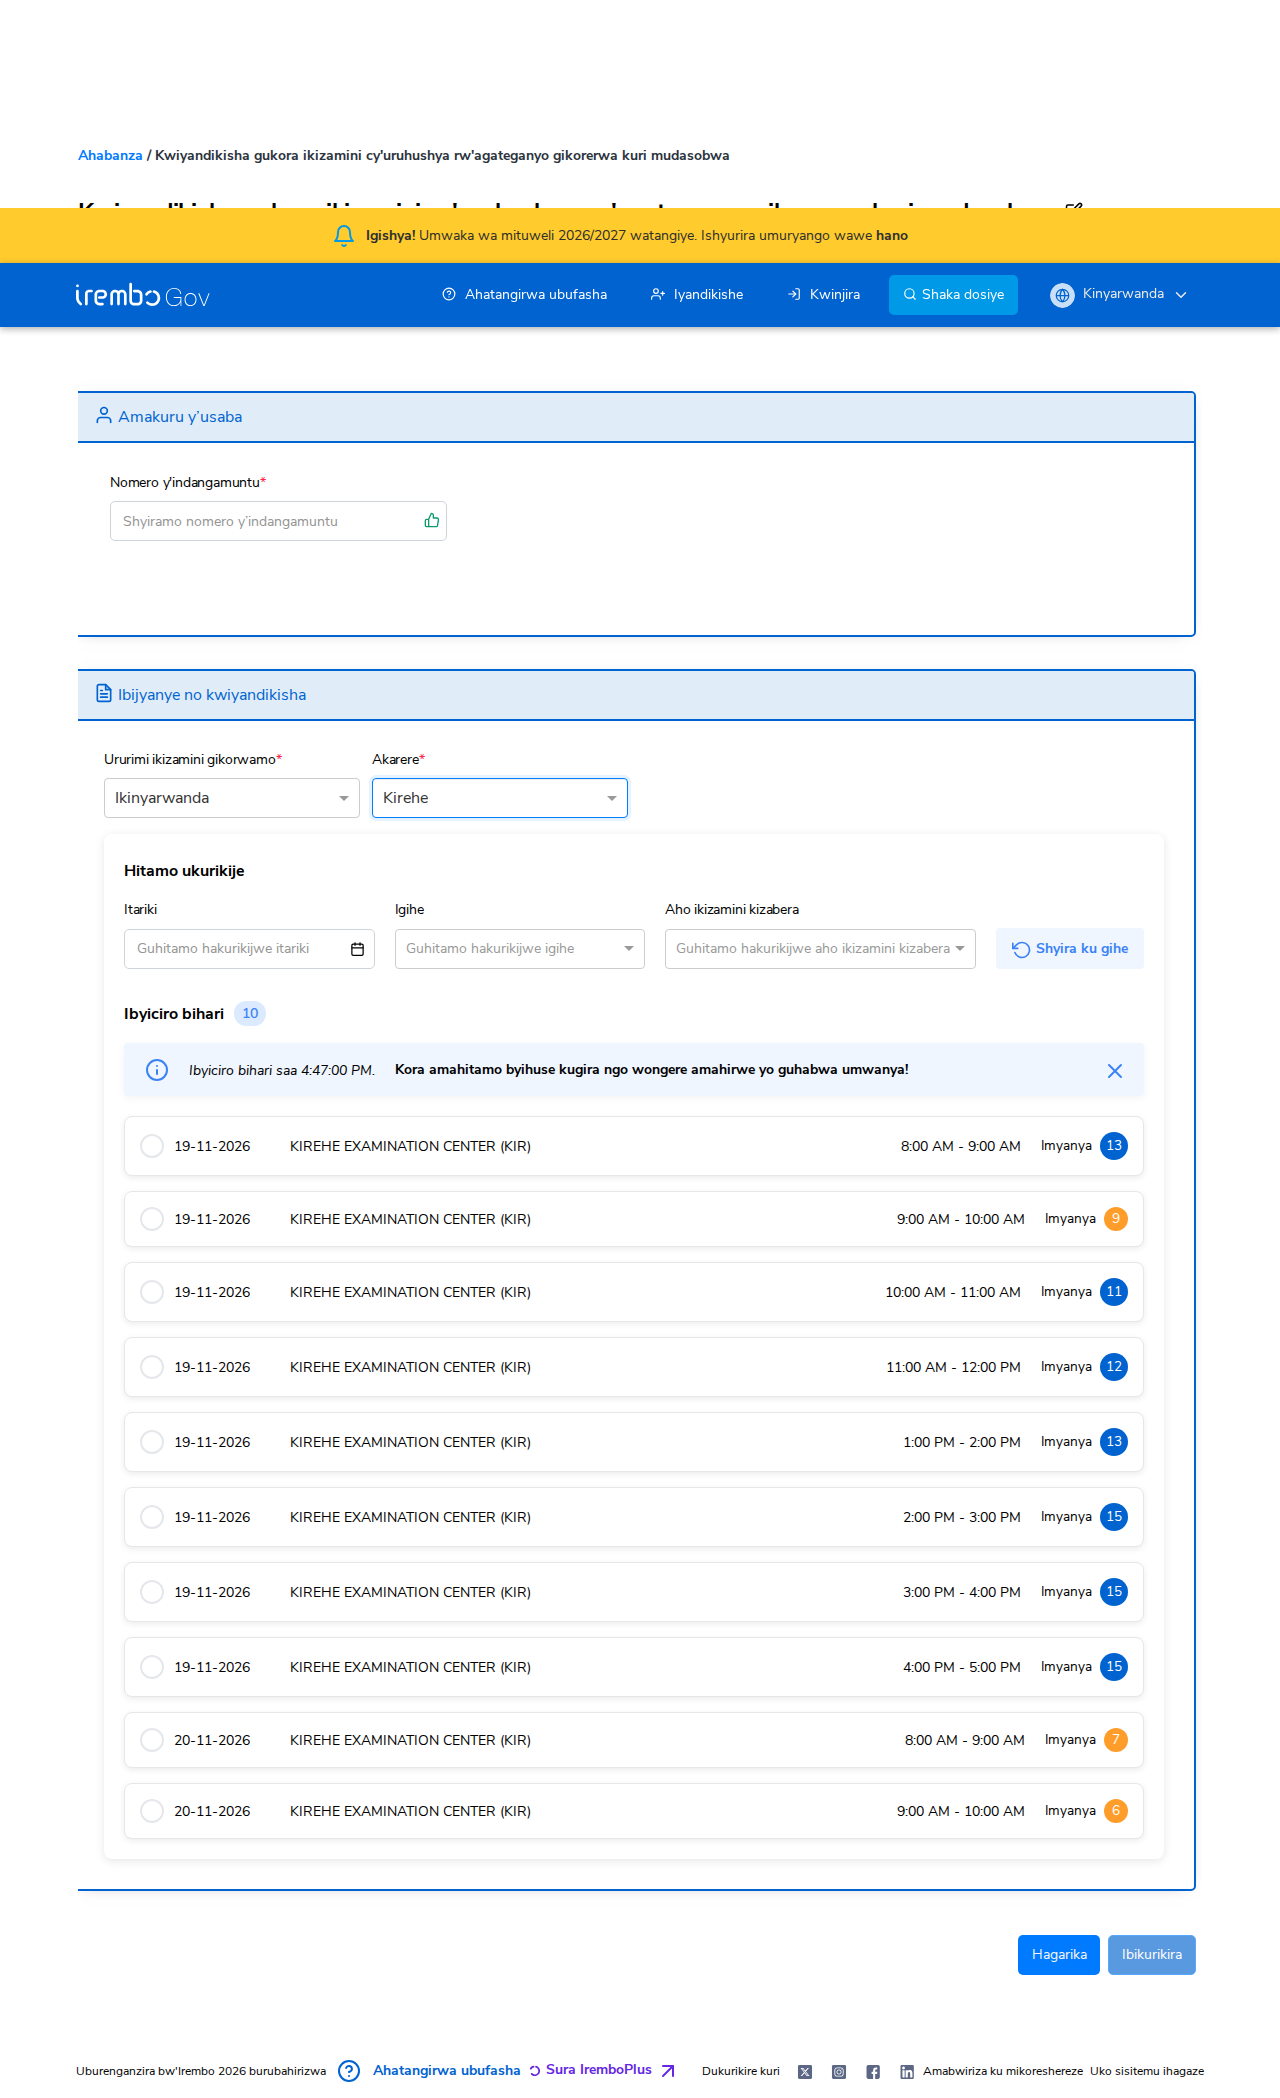 Ahabanza / Kwiyandikisha gukora ikizamini cy'uruhushya rw'agateganyo gikorerwa kuri mudasobwa
Igishya! Umwaka wa mituweli 2026/2027 watangiye. Ishyurira umuryango wawe hano
irembo Gov
Ahatangirwa ubufasha
Iyandikishe
Kwinjira
Shaka dosiye
Kinyarwanda
Amakuru y’usaba
Nomero y'indangamuntu*
Shyiramo nomero y’indangamuntu
Ibijyanye no kwiyandikisha
Ururimi ikizamini gikorwamo* Akarere*
Ikinyarwanda Kirehe
Hitamo ukurikije
Itariki Igihe Aho ikizamini kizabera
Guhitamo hakurikijwe itariki Guhitamo hakurikijwe igihe Guhitamo hakurikijwe aho ikizamini kizabera Shyira ku gihe
Ibyiciro bihari 10
Ibyiciro bihari saa 4:47:00 PM. Kora amahitamo byihuse kugira ngo wongere amahirwe yo guhabwa umwanya!
19-11-2026 KIREHE EXAMINATION CENTER (KIR) 8:00 AM - 9:00 AM Imyanya 13
19-11-2026 KIREHE EXAMINATION CENTER (KIR) 9:00 AM - 10:00 AM Imyanya 9
19-11-2026 KIREHE EXAMINATION CENTER (KIR) 10:00 AM - 11:00 AM Imyanya 11
19-11-2026 KIREHE EXAMINATION CENTER (KIR) 11:00 AM - 12:00 PM Imyanya 12
19-11-2026 KIREHE EXAMINATION CENTER (KIR) 1:00 PM - 2:00 PM Imyanya 13
19-11-2026 KIREHE EXAMINATION CENTER (KIR) 2:00 PM - 3:00 PM Imyanya 15
19-11-2026 KIREHE EXAMINATION CENTER (KIR) 3:00 PM - 4:00 PM Imyanya 15
19-11-2026 KIREHE EXAMINATION CENTER (KIR) 4:00 PM - 5:00 PM Imyanya 15
20-11-2026 KIREHE EXAMINATION CENTER (KIR) 8:00 AM - 9:00 AM Imyanya 7
20-11-2026 KIREHE EXAMINATION CENTER (KIR) 9:00 AM - 10:00 AM Imyanya 6
Hagarika Ibikurikira
Uburenganzira bw'Irembo 2026 burubahirizwa Ahatangirwa ubufasha Sura IremboPlus Dukurikire kuri Amabwiriza ku mikoreshereze Uko sisitemu ihagaze